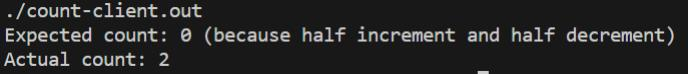 ./count-client.out
Expected count: 0 (because half increment and half decrement)
Actual count: 2